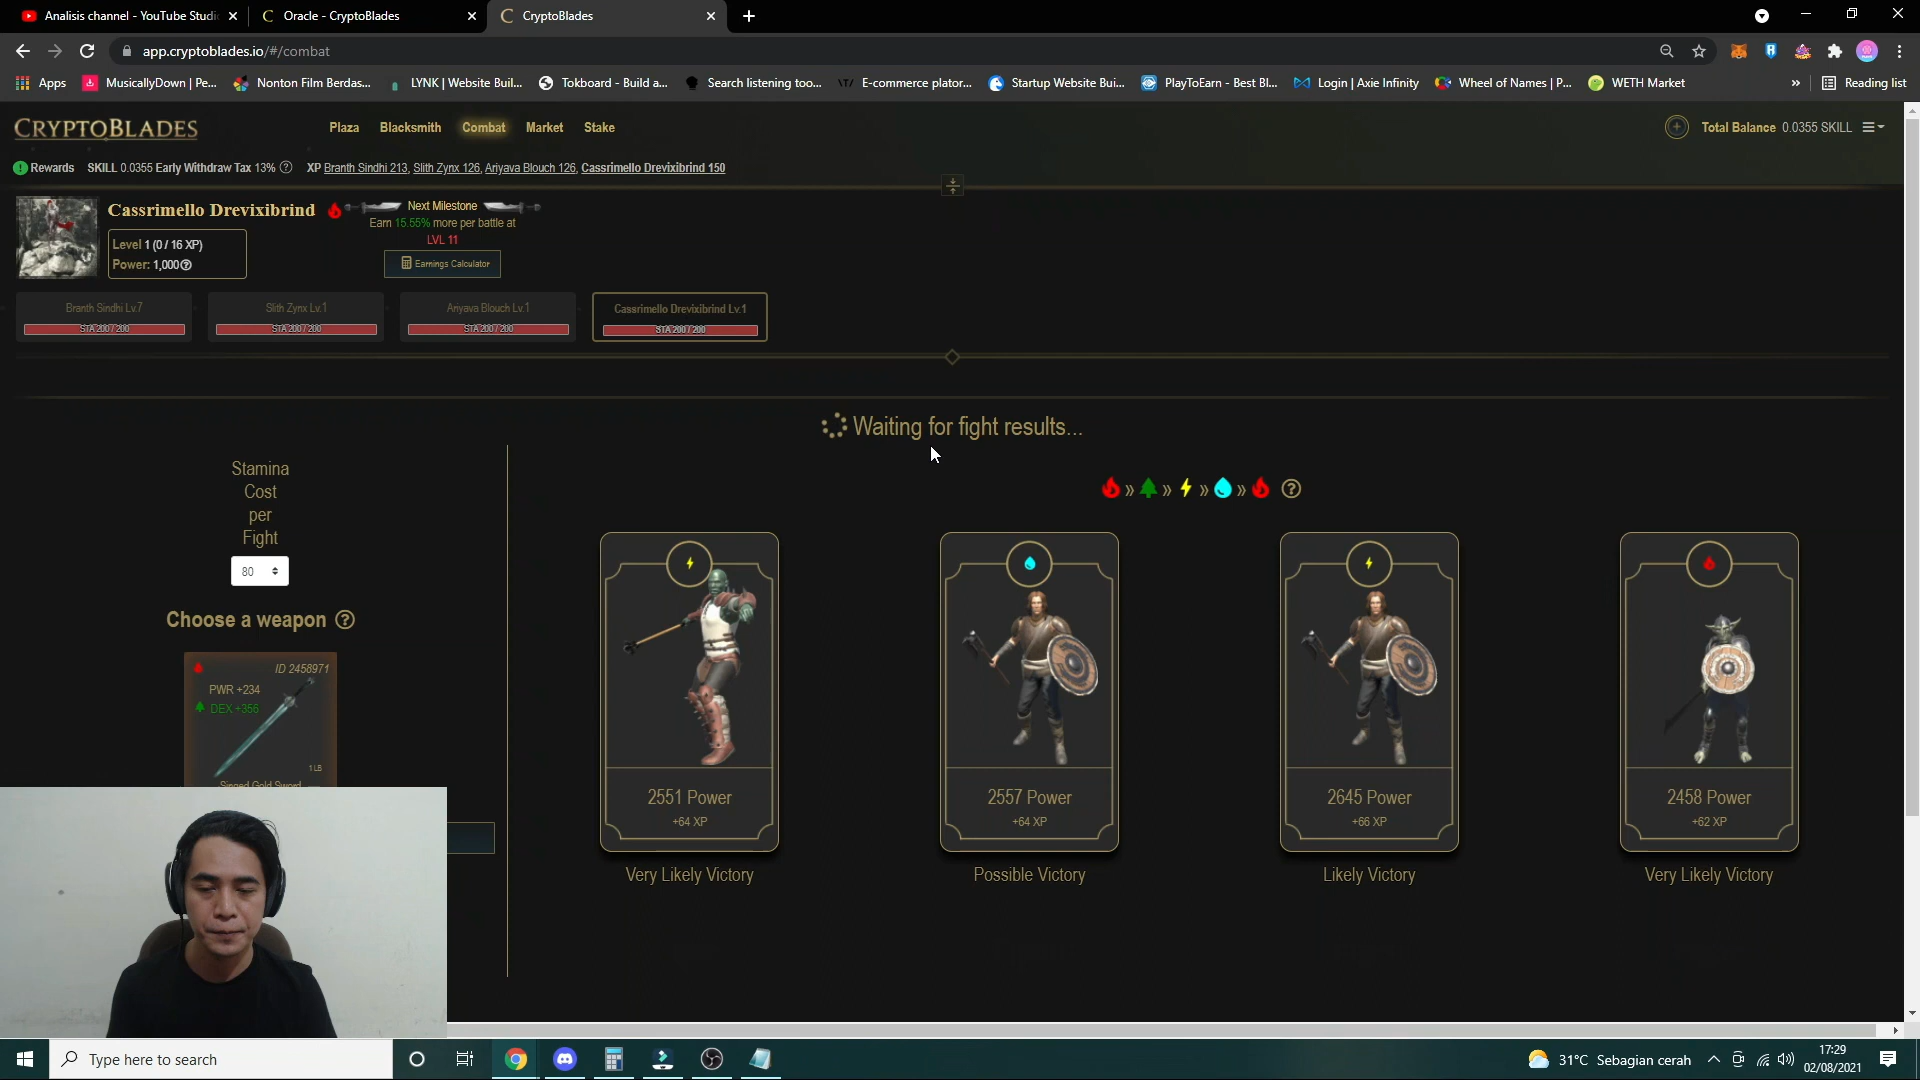 Analisis channel - YouTube Studi
Oracle - CryptoBlades
CryptoBlades
app.cryptoblades.io/#/combat
Apps
MusicallyDown | Pe...
Nonton Film Berdas...
LYNK | Website Buil...
Tokboard - Build a...
Search listening too...
E-commerce plator...
Startup Website Bui...
PlayToEarn - Best Bl...
Login | Axie Infinity
Wheel of Names | P...
WETH Market
»
Reading list
CRYPTOBLADES
Plaza
Blacksmith
Combat
Market
Stake
Total Balance 0.0355 SKILL
Rewards SKILL 0.0355 Early Withdraw Tax 13% XP Branth Sindhi 213, Slith Zynx 126, Ariyava Blouch 126, Cassrimello Drevixibrind 150
Cassrimello Drevixibrind
Level 1 (0 / 16 XP)
Power: 1,000
Next Milestone
Earn 15.55% more per battle at
LVL 11
Earnings Calculator
Branth Sindhi Lv.7
STA 200 / 200
Slith Zynx Lv.1
STA 200 / 200
Ariyava Blouch Lv.1
STA 200 / 200
Cassrimello Drevixibrind Lv.1
STA 200 / 200
Waiting for fight results...
Stamina
Cost
per
Fight
80
Choose a weapon
ID 2458971
PWR +234
DEX +356
1 LB
Singed Gold Sword
» » » »
2551 Power
+64 XP
Very Likely Victory
2557 Power
+64 XP
Possible Victory
2645 Power
+66 XP
Likely Victory
2458 Power
+62 XP
Very Likely Victory
Type here to search
31°C Sebagian cerah
17:29
02/08/2021